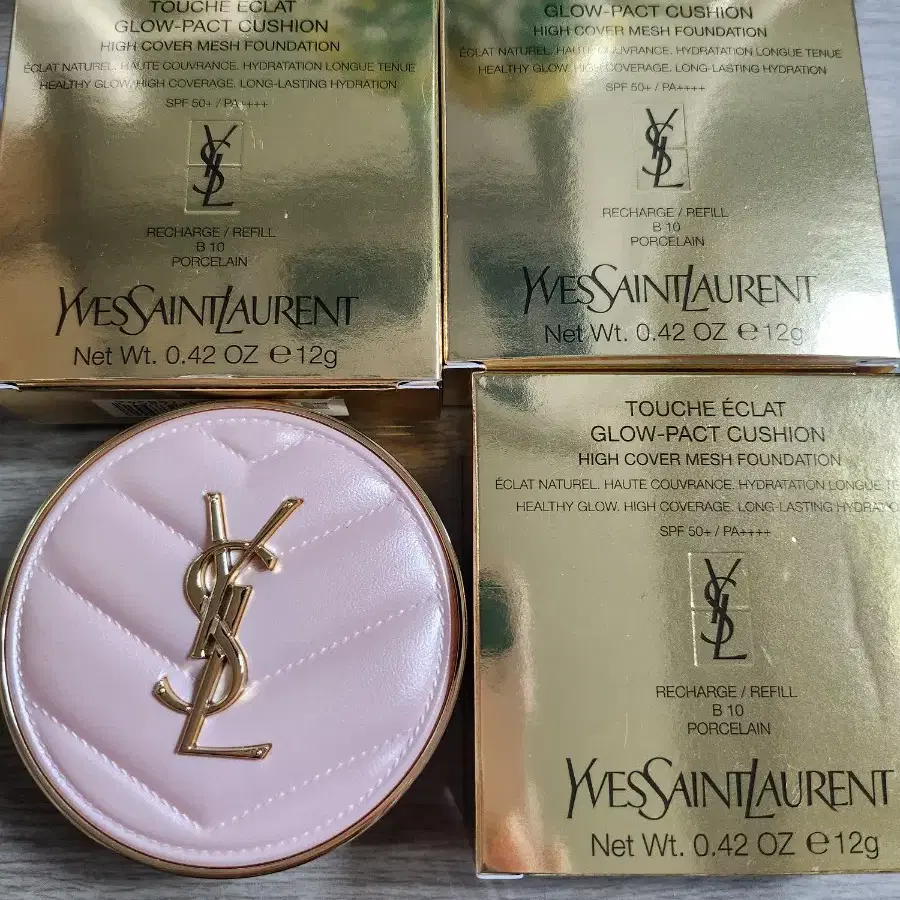 TOUCHE ÉCLAT
GLOW-PACT CUSHION
HIGH COVER MESH FOUNDATION
ÉCLAT NATUREL. HAUTE COUVRANCE. HYDRATATION LONGUE TENUE
HEALTHY GLOW. HIGH COVERAGE. LONG-LASTING HYDRATION
SPF 50+ / PA++++
YSL
RECHARGE / REFILL
B 10
PORCELAIN
YVESSAINTLAURENT
Net Wt. 0.42 OZ e 12g
GLOW-PACT CUSHION
HIGH COVER MESH FOUNDATION
ÉCLAT NATUREL. HAUTE COUVRANCE. HYDRATATION LONGUE TENUE
HEALTHY GLOW. HIGH COVERAGE. LONG-LASTING HYDRATION
SPF 50+ / PA++++
YSL
RECHARGE / REFILL
B 10
PORCELAIN
YVESSAINTLAURENT
Net Wt. 0.42 OZ e 12g
YSL
TOUCHE ÉCLAT
GLOW-PACT CUSHION
HIGH COVER MESH FOUNDATION
ÉCLAT NATUREL. HAUTE COUVRANCE. HYDRATATION LONGUE TE
HEALTHY GLOW. HIGH COVERAGE. LONG-LASTING HYDRATIO
SPF 50+ / PA++++
YSL
RECHARGE / REFILL
B 10
PORCELAIN
YVESSAINTLAURENT
Net Wt. 0.42 OZ e 12g